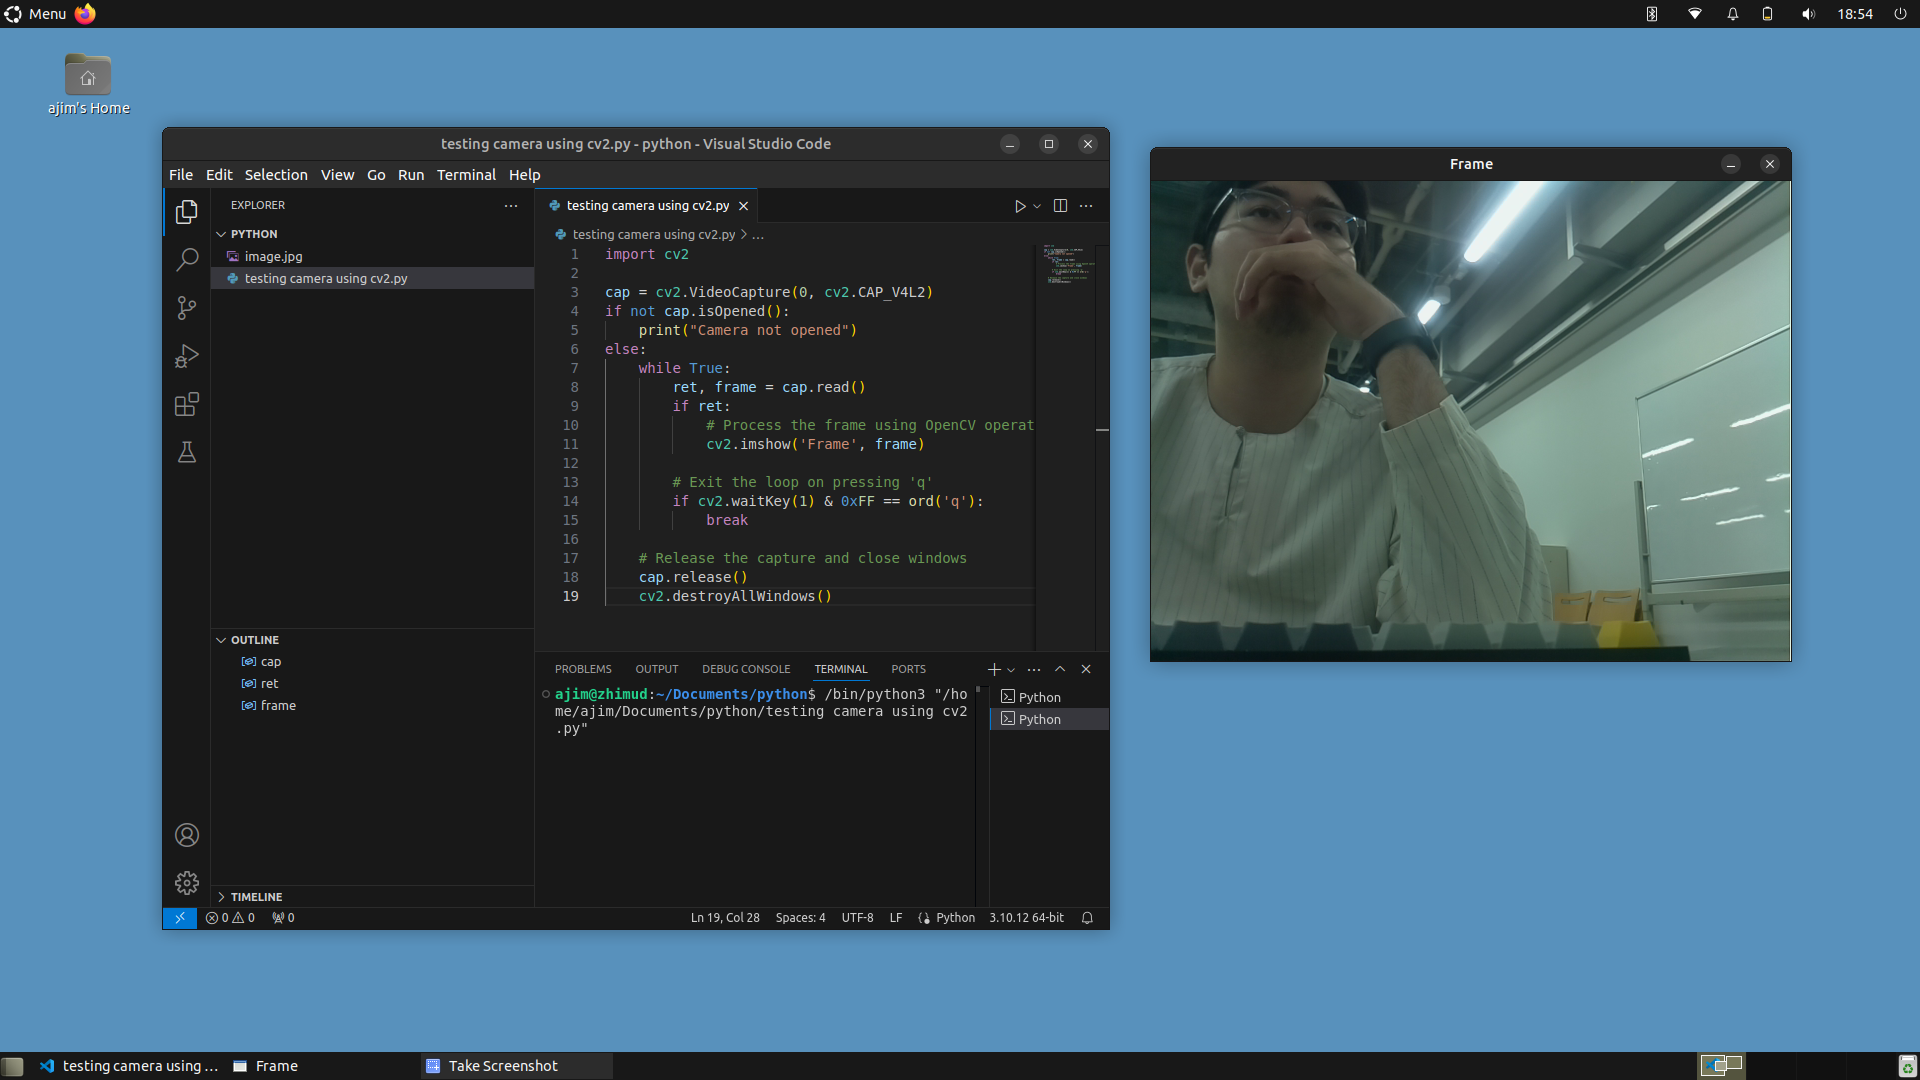 Menu
18:54
ajim's Home
testing camera using cv2.py - python - Visual Studio Code
File Edit Selection View Go Run Terminal Help
EXPLORER
PYTHON
image.jpg
testing camera using cv2.py
OUTLINE
cap
ret
frame
TIMELINE
testing camera using cv2.py
testing camera using cv2.py > ...
1 import cv2
2
3 cap = cv2.VideoCapture(0, cv2.CAP_V4L2)
4 if not cap.isOpened():
5     print("Camera not opened")
6 else:
7     while True:
8         ret, frame = cap.read()
9         if ret:
10             # Process the frame using OpenCV operat
11             cv2.imshow('Frame', frame)
12
13         # Exit the loop on pressing 'q'
14         if cv2.waitKey(1) & 0xFF == ord('q'):
15             break
16
17     # Release the capture and close windows
18     cap.release()
19     cv2.destroyAllWindows()
PROBLEMS OUTPUT DEBUG CONSOLE TERMINAL PORTS
ajim@zhimud:~/Documents/python$ /bin/python3 "/ho
me/ajim/Documents/python/testing camera using cv2
.py"
Python
Python
0 0 0 Ln 19, Col 28 Spaces: 4 UTF-8 LF Python 3.10.12 64-bit
Frame
testing camera using ... Frame Take Screenshot